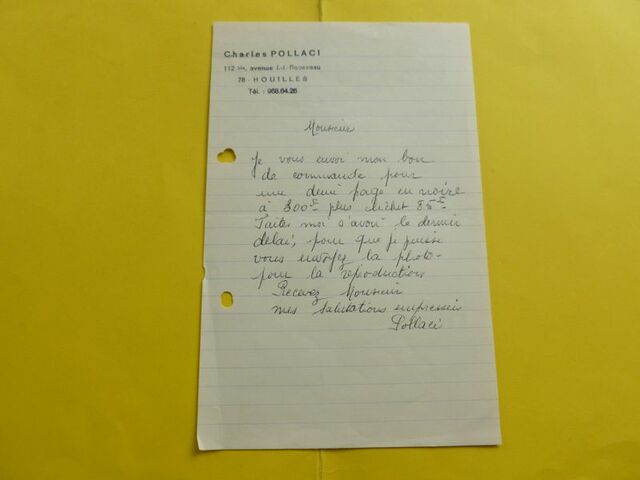 Charles POLLACI
112 bis, avenue J.-J.-Rousseau
78 - HOUILLES
Tél. : 968.64.26
Monsieur
Je vous envoi mon bon
de commande pour
une demi page en noire
à 300F plus cliché 85F
Faites moi s'avoir le dernier
délai, pour que je puisse
vous envoyez la photo-
pour la reproduction
Recevez Monsieur
mes salutations empressés
Pollaci